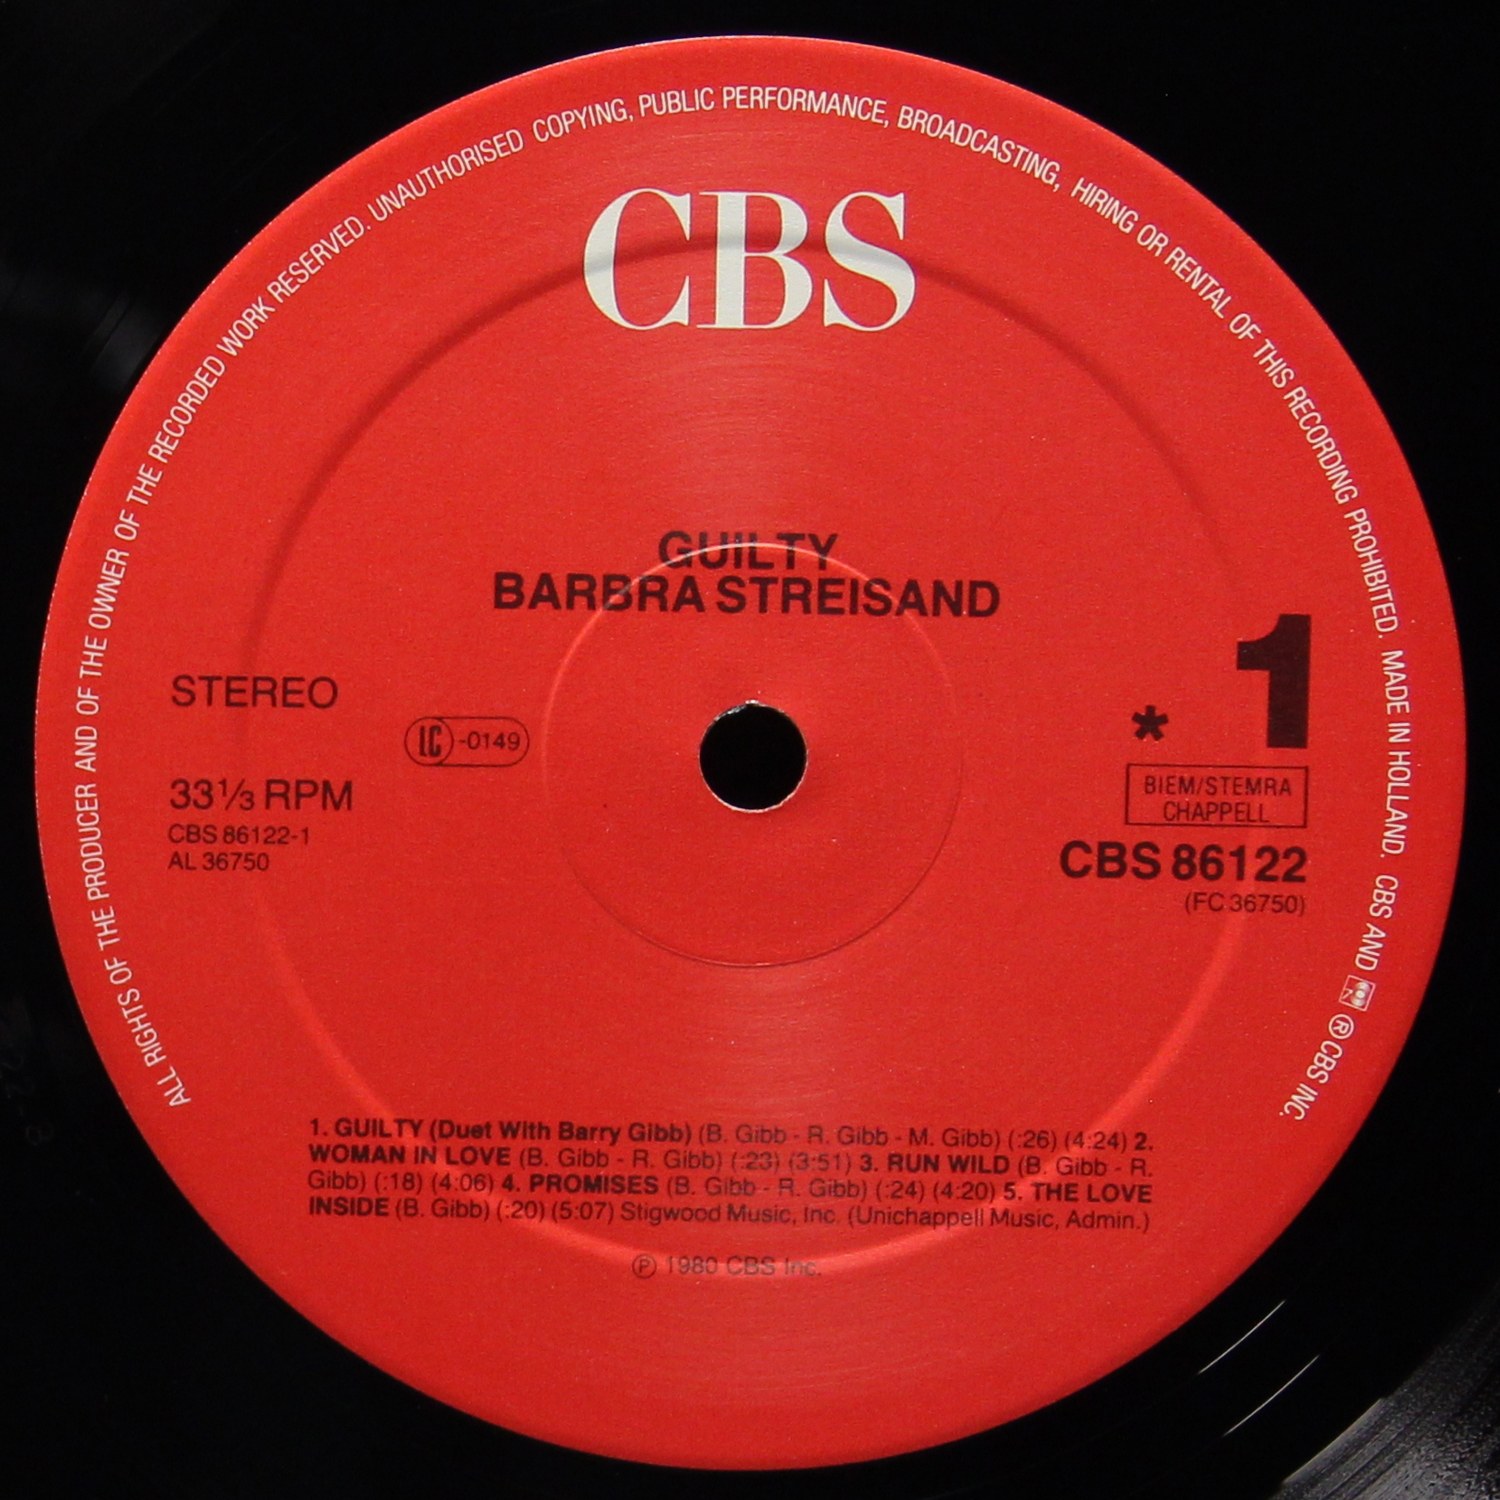 ALL RIGHTS OF THE PRODUCER AND OF THE OWNER OF THE RECORDED WORK RESERVED. UNAUTHORISED COPYING, PUBLIC PERFORMANCE, BROADCASTING, HIRING OR RENTAL OF THIS RECORDING PROHIBITED. MADE IN HOLLAND. CBS AND ® CBS INC.
CBS
GUILTY
BARBRA STREISAND
STEREO
LC -0149
33 1/3 RPM
CBS 86122-1
AL 36750
* 1
BIEM/STEMRA
CHAPPELL
CBS 86122
(FC 36750)
1. GUILTY (Duet With Barry Gibb) (B. Gibb - R. Gibb - M. Gibb) (:26) (4:24) 2.
WOMAN IN LOVE (B. Gibb - R. Gibb) (:23) (3:51) 3. RUN WILD (B. Gibb - R.
Gibb) (:18) (4:06) 4. PROMISES (B. Gibb - R. Gibb) (:24) (4:20) 5. THE LOVE
INSIDE (B. Gibb) (:20) (5:07) Stigwood Music, Inc. (Unichappell Music, Admin.)
℗ 1980 CBS Inc.